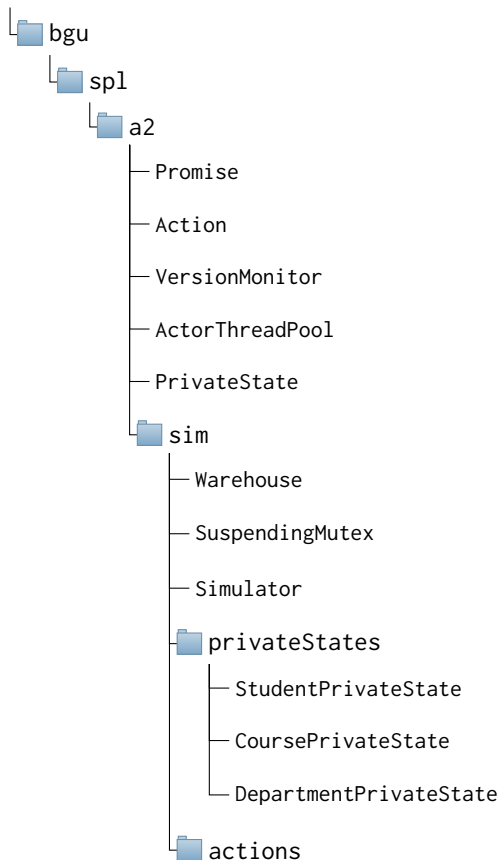 bgu
spl
a2
Promise
Action
VersionMonitor
ActorThreadPool
PrivateState
sim
Warehouse
SuspendingMutex
Simulator
privateStates
StudentPrivateState
CoursePrivateState
DepartmentPrivateState
actions